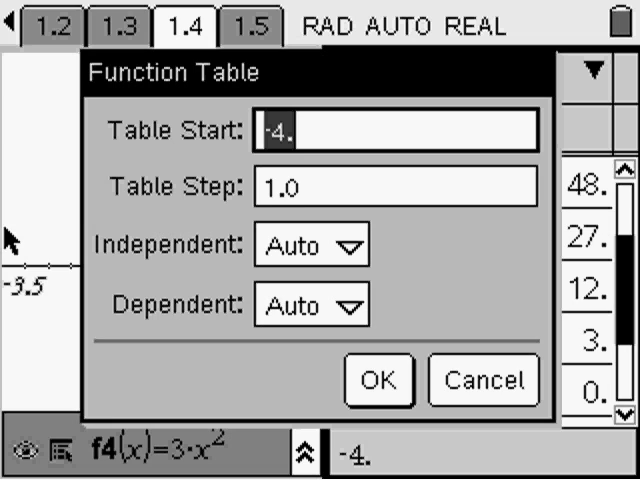 1.2 1.3 1.4 1.5 RAD AUTO REAL
Function Table
Table Start: -4.
Table Step: 1.0
Independent: Auto
Dependent: Auto
OK Cancel
-3.5
48.
27.
12.
3.
0.
f4(x)=3·x²
-4.